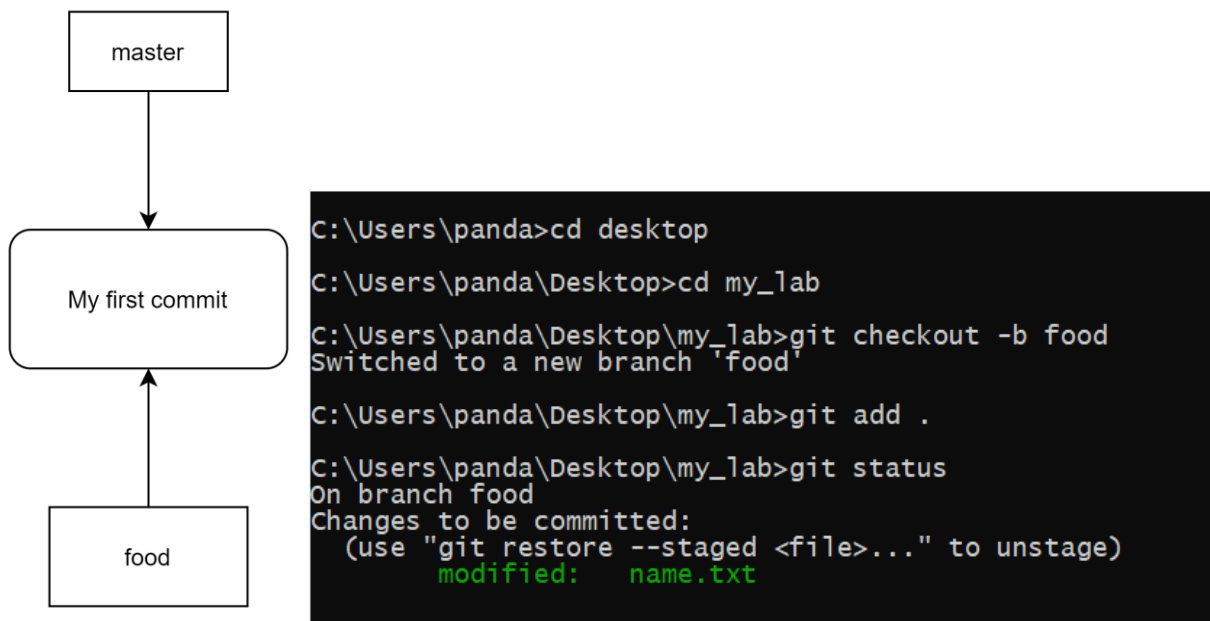 master
My first commit
food
C:\Users\panda>cd desktop
C:\Users\panda\Desktop>cd my_lab
C:\Users\panda\Desktop\my_lab>git checkout -b food
Switched to a new branch 'food'
C:\Users\panda\Desktop\my_lab>git add .
C:\Users\panda\Desktop\my_lab>git status
On branch food
Changes to be committed:
  (use "git restore --staged <file>..." to unstage)
        modified:   name.txt